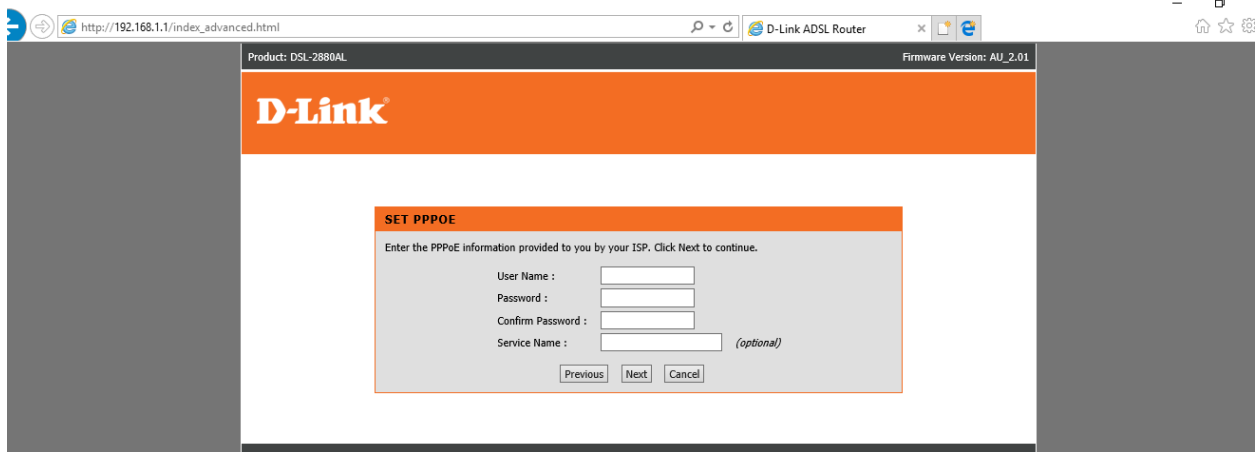 http://192.168.1.1/index_advanced.html
D-Link ADSL Router
Product: DSL-2880AL
Firmware Version: AU_2.01
D-Link®
SET PPPOE
Enter the PPPoE information provided to you by your ISP. Click Next to continue.
User Name :
Password :
Confirm Password :
Service Name :
(optional)
Previous Next Cancel